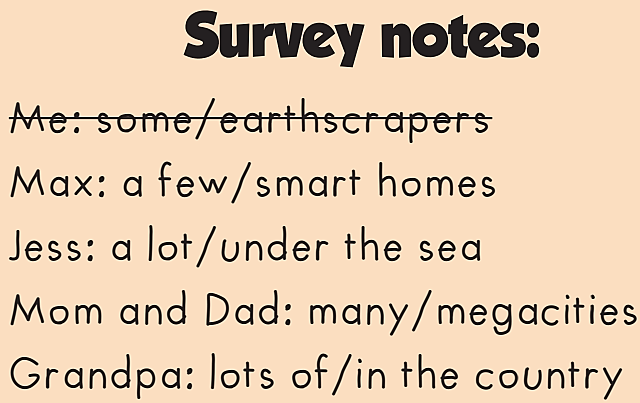 Survey notes:
Me: some/earthscrapers
Max: a few/smart homes
Jess: a lot/under the sea
Mom and Dad: many/megacities
Grandpa: lots of/in the country